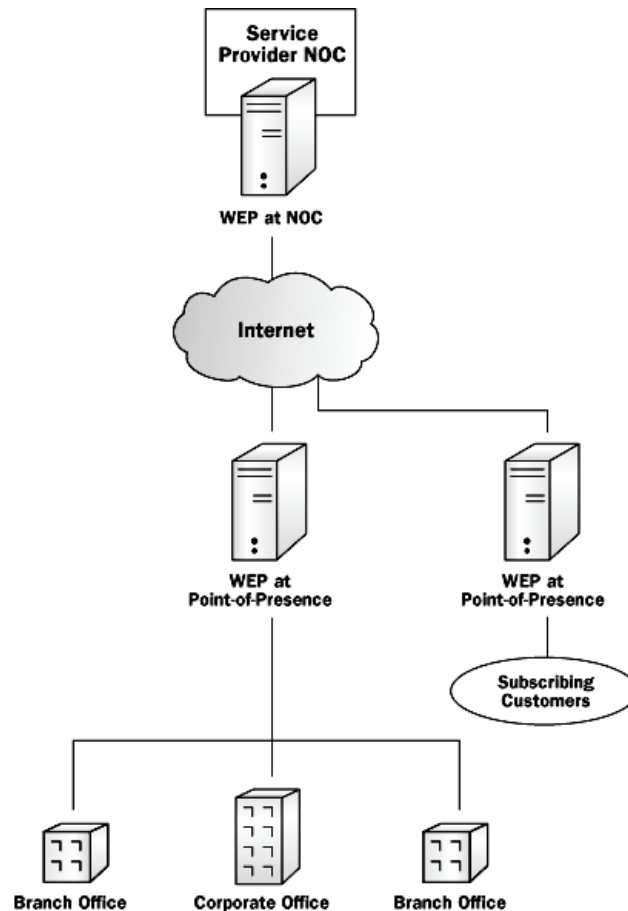 Service
Provider NOC
WEP at NOC
Internet
WEP at
Point-of-Presence
WEP at
Point-of-Presence
Subscribing
Customers
Branch Office
Corporate Office
Branch Office